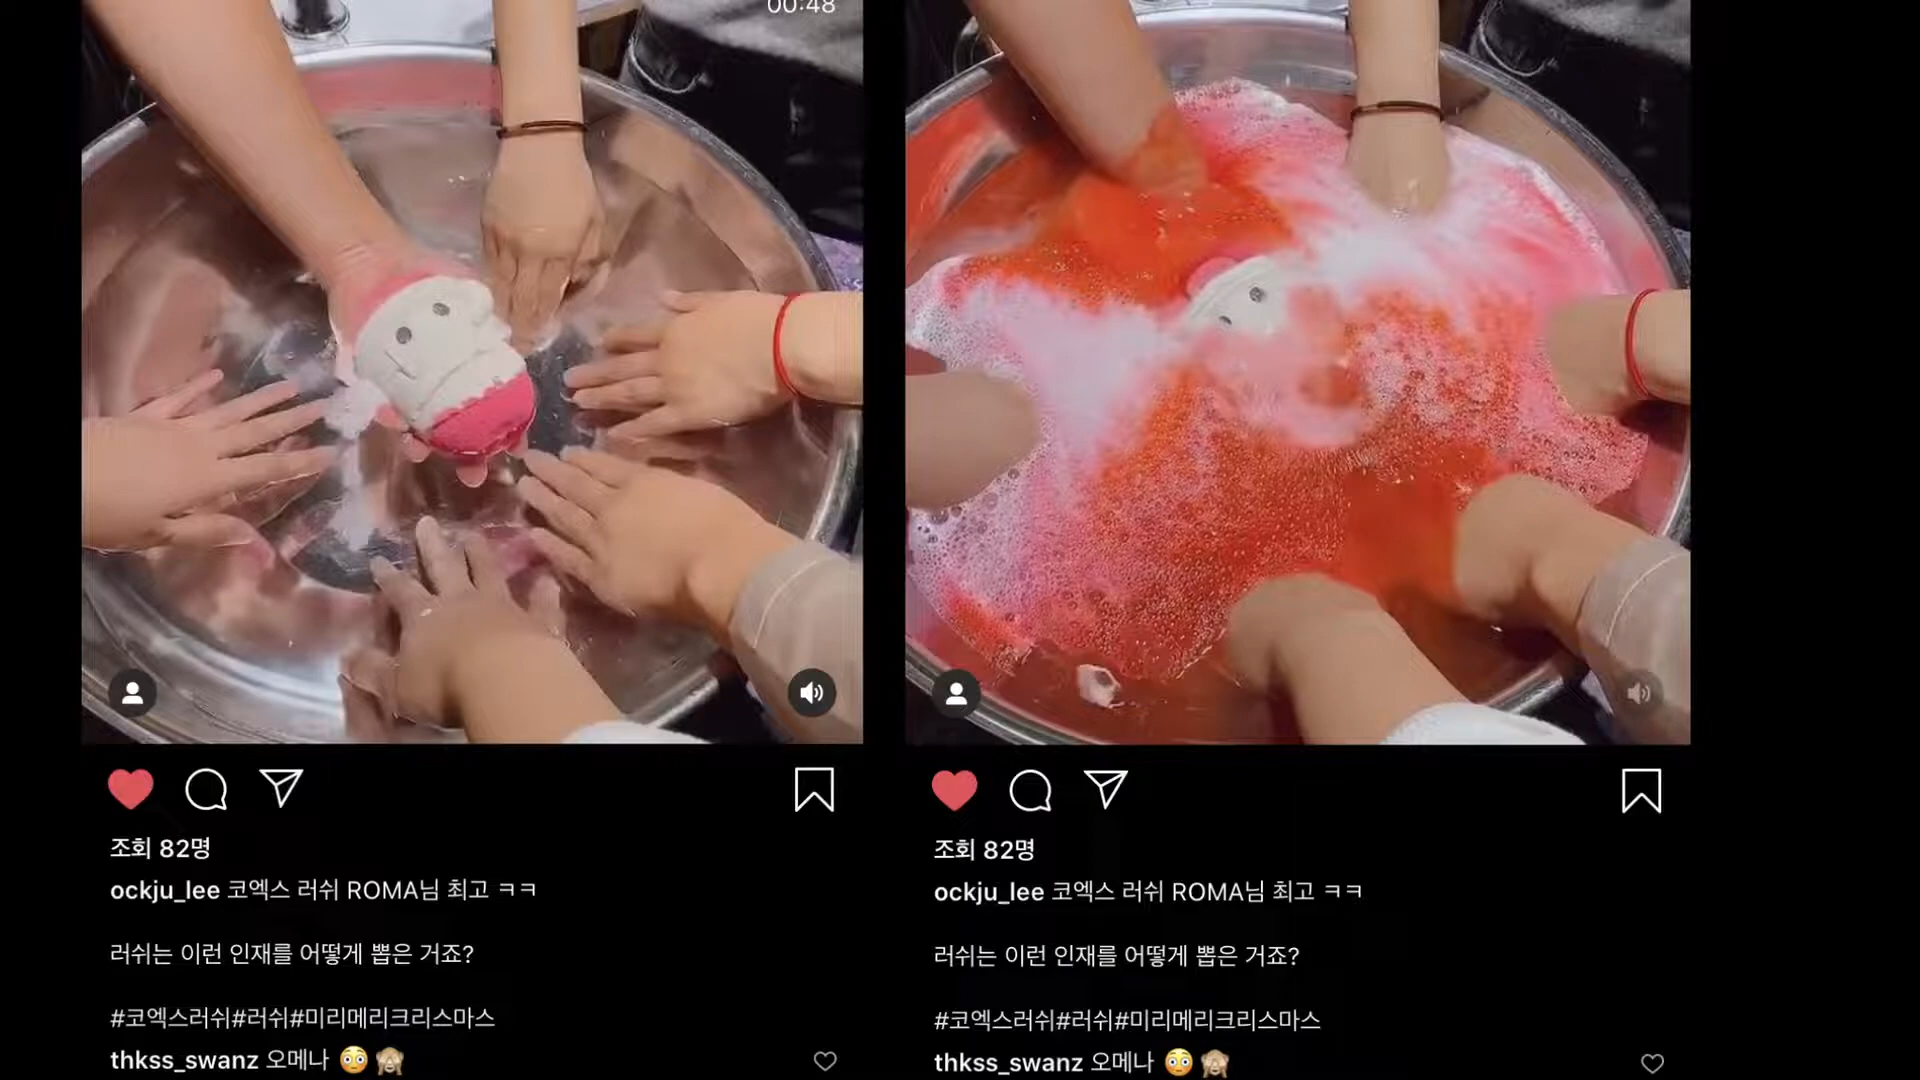 00:48
조회 82명
ockju_lee 코엑스 러쉬 ROMA님 최고 ㅋㅋ
러쉬는 이런 인재를 어떻게 뽑은 거죠?
#코엑스러쉬#러쉬#미리메리크리스마스
thkss_swanz 오메나 😳🙈
조회 82명
ockju_lee 코엑스 러쉬 ROMA님 최고 ㅋㅋ
러쉬는 이런 인재를 어떻게 뽑은 거죠?
#코엑스러쉬#러쉬#미리메리크리스마스
thkss_swanz 오메나 😳🙈